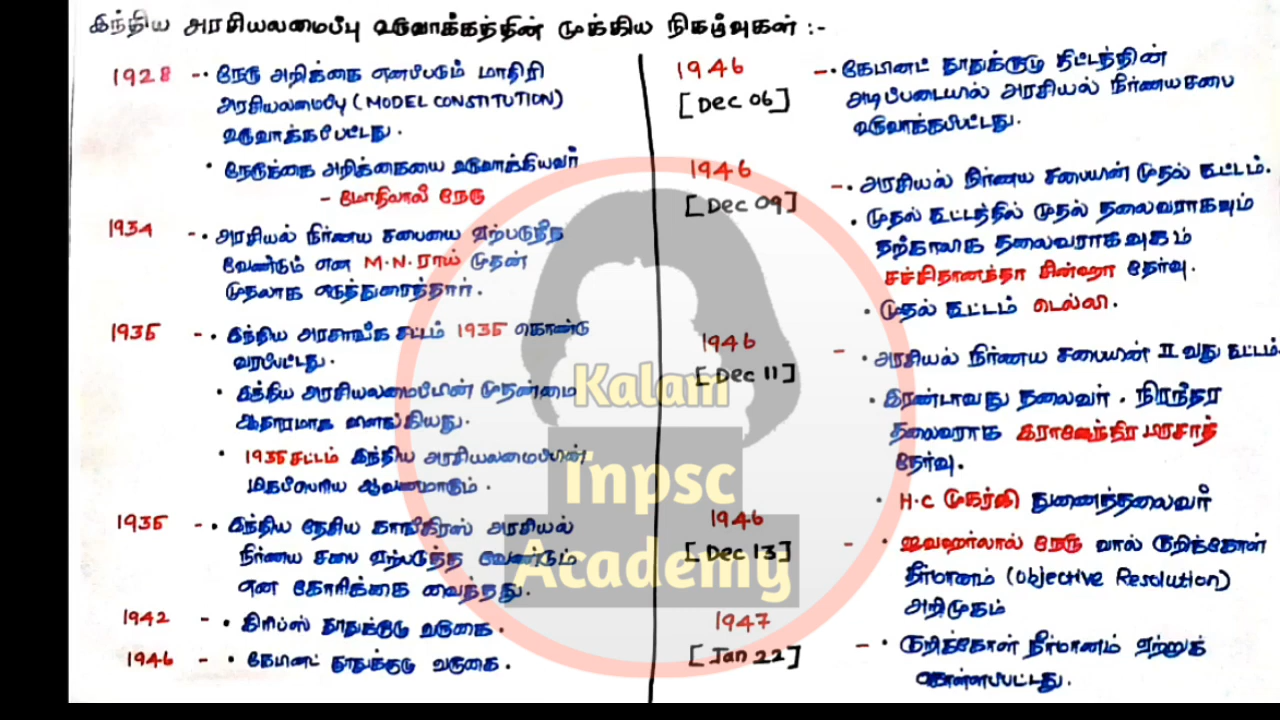 இந்திய அரசியலமைப்பு உருவாக்கத்தின் முக்கிய நிகழ்வுகள் :-
1928 - • நேரு அறிக்கை எனப்படும் மாதிரி
அரசியலமைப்பு (MODEL CONSTITUTION)
உருவாக்கப்பட்டது.
• நேருக்கை அறிக்கையை உருவாக்கியவர்
- மோதிலால் நேரு
1934 - • அரசியல் நிர்ணய சபையை ஏற்படுத்த
வேண்டும் என M.N. ராய் முதன்
முதலாக எடுத்துரைத்தார்.
1935 - • இந்திய அரசாங்க சட்டம் 1935 கொண்டு
வரப்பட்டது.
• இந்திய அரசியலமைப்பின் முதன்மை
ஆதாரமாக விளங்கியது.
• 1935 சட்டம் இந்திய அரசியலமைப்பின்
மிகப்பெரிய ஆவணமாகும்.
1935 - • இந்திய தேசிய காங்கிரஸ் அரசியல்
நிர்ணய சபை ஏற்படுத்த வேண்டும்
என கோரிக்கை வைத்தது.
1942 - • கிரிப்ஸ் தூதுக்குழு வருகை.
1946 - • கேபினட் தூதுக்குழு வருகை.
1946 - • கேபினட் தூதுக்குழு திட்டத்தின்
[Dec 06] அடிப்படையில் அரசியல் நிர்ணய சபை
உருவாக்கப்பட்டது.
1946 - • அரசியல் நிர்ணய சபையின் முதல் கூட்டம்.
[Dec 09] • முதல் கூட்டத்தில் முதல் தலைவராகவும்
தற்காலிக தலைவராகவும்
சச்சிதானந்தா சின்ஹா தேர்வு.
• முதல் கூட்டம் டெல்லி.
1946 - • அரசியல் நிர்ணய சபையின் II வது கூட்டம்.
[Dec 11] • இரண்டாவது தலைவர். நிரந்தர
தலைவராக இராஜேந்திர பிரசாத்
தேர்வு.
• H.C முகர்ஜி துணைத்தலைவர்
1946 - • ஜவஹர்லால் நேரு வால் குறிக்கோள்
[Dec 13] தீர்மானம் (Objective Resolution)
அறிமுகம்
1947 - • குறிக்கோள் தீர்மானம் ஏற்றுக்
[Jan 22] கொள்ளப்பட்டது.
Kalam
Tnpsc
Academy